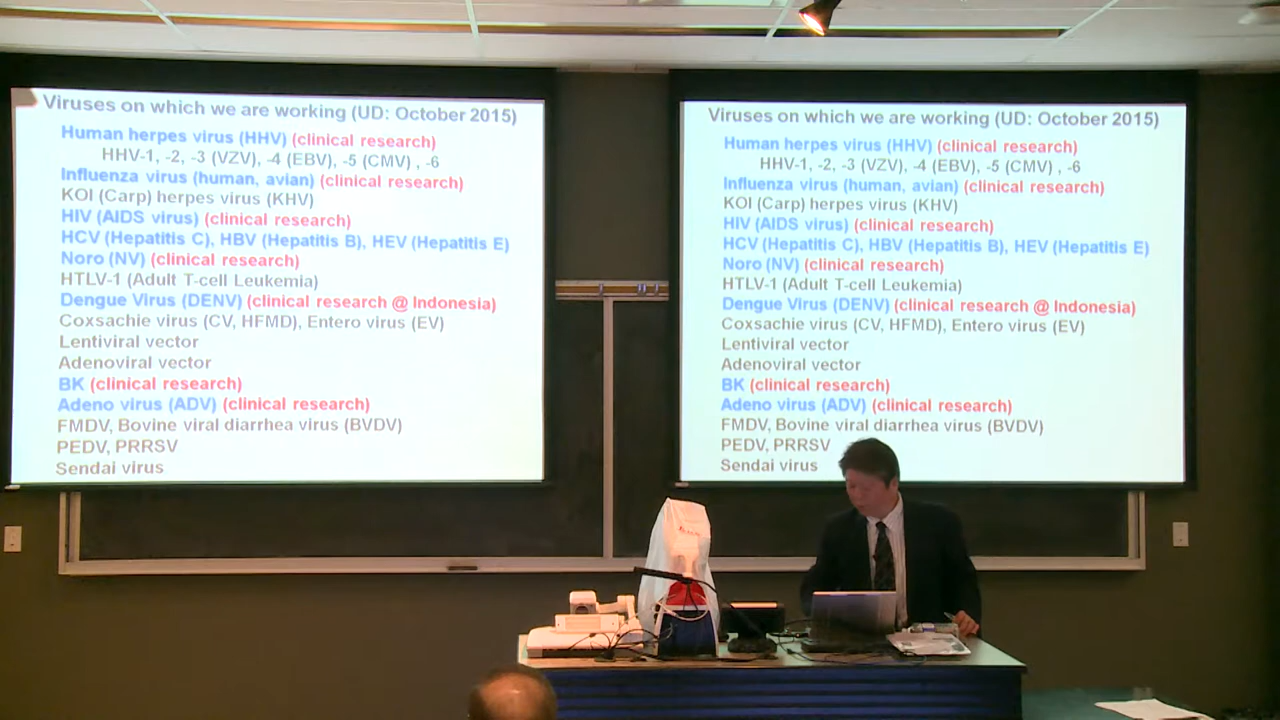 Viruses on which we are working (UD: October 2015)
Human herpes virus (HHV) (clinical research)
HHV-1, -2, -3 (VZV), -4 (EBV), -5 (CMV) , -6
Influenza virus (human, avian) (clinical research)
KOI (Carp) herpes virus (KHV)
HIV (AIDS virus) (clinical research)
HCV (Hepatitis C), HBV (Hepatitis B), HEV (Hepatitis E)
Noro (NV) (clinical research)
HTLV-1 (Adult T-cell Leukemia)
Dengue Virus (DENV) (clinical research @ Indonesia)
Coxsachie virus (CV, HFMD), Entero virus (EV)
Lentiviral vector
Adenoviral vector
BK (clinical research)
Adeno virus (ADV) (clinical research)
FMDV, Bovine viral diarrhea virus (BVDV)
PEDV, PRRSV
Sendai virus
Viruses on which we are working (UD: October 2015)
Human herpes virus (HHV) (clinical research)
HHV-1, -2, -3 (VZV), -4 (EBV), -5 (CMV) , -6
Influenza virus (human, avian) (clinical research)
KOI (Carp) herpes virus (KHV)
HIV (AIDS virus) (clinical research)
HCV (Hepatitis C), HBV (Hepatitis B), HEV (Hepatitis E)
Noro (NV) (clinical research)
HTLV-1 (Adult T-cell Leukemia)
Dengue Virus (DENV) (clinical research @ Indonesia)
Coxsachie virus (CV, HFMD), Entero virus (EV)
Lentiviral vector
Adenoviral vector
BK (clinical research)
Adeno virus (ADV) (clinical research)
FMDV, Bovine viral diarrhea virus (BVDV)
PEDV, PRRSV
Sendai virus